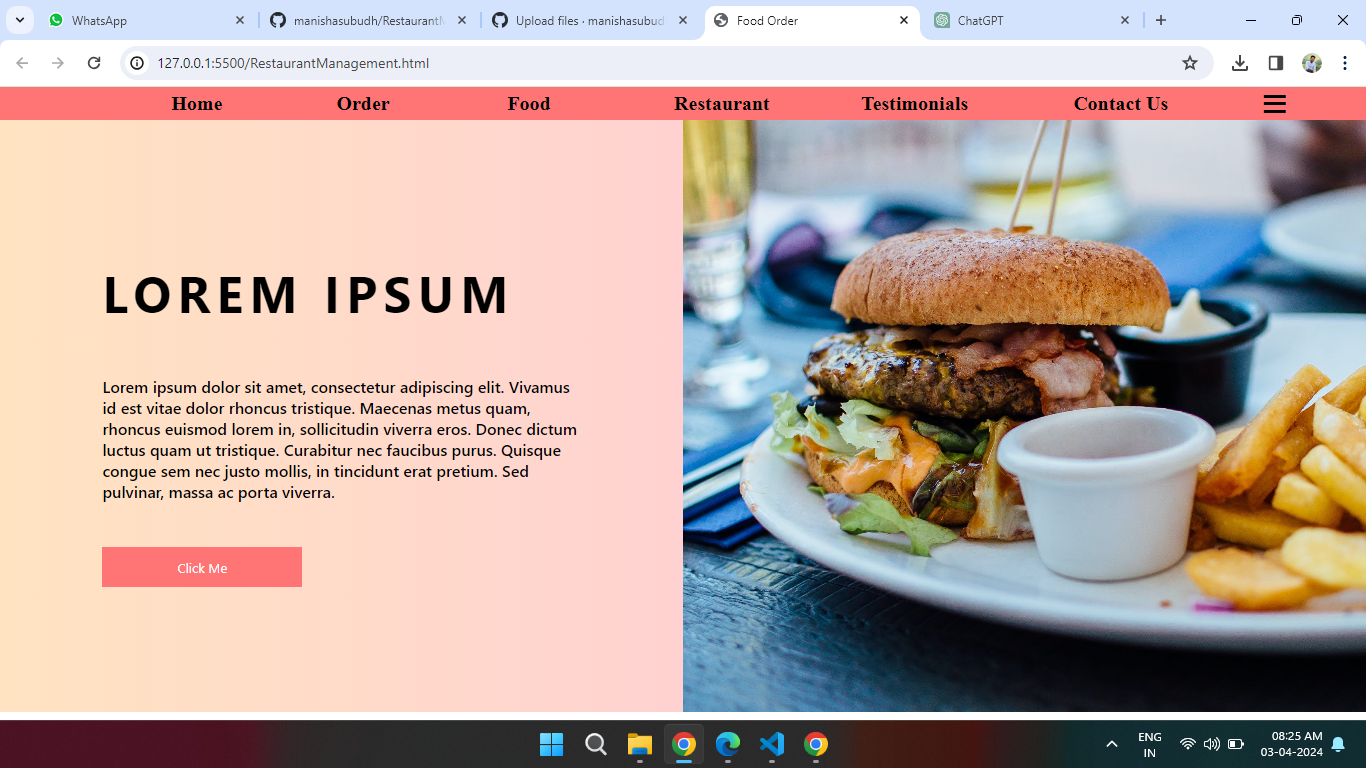 WhatsApp
manishasubudh/Restaurant
Upload files · manishasubud
Food Order
ChatGPT
127.0.0.1:5500/RestaurantManagement.html
Home
Order
Food
Restaurant
Testimonials
Contact Us
LOREM IPSUM
Lorem ipsum dolor sit amet, consectetur adipiscing elit. Vivamus
id est vitae dolor rhoncus tristique. Maecenas metus quam,
rhoncus euismod lorem in, sollicitudin viverra eros. Donec dictum
luctus quam ut tristique. Curabitur nec faucibus purus. Quisque
congue sem nec justo mollis, in tincidunt erat pretium. Sed
pulvinar, massa ac porta viverra.
Click Me
ENG
IN
08:25 AM
03-04-2024